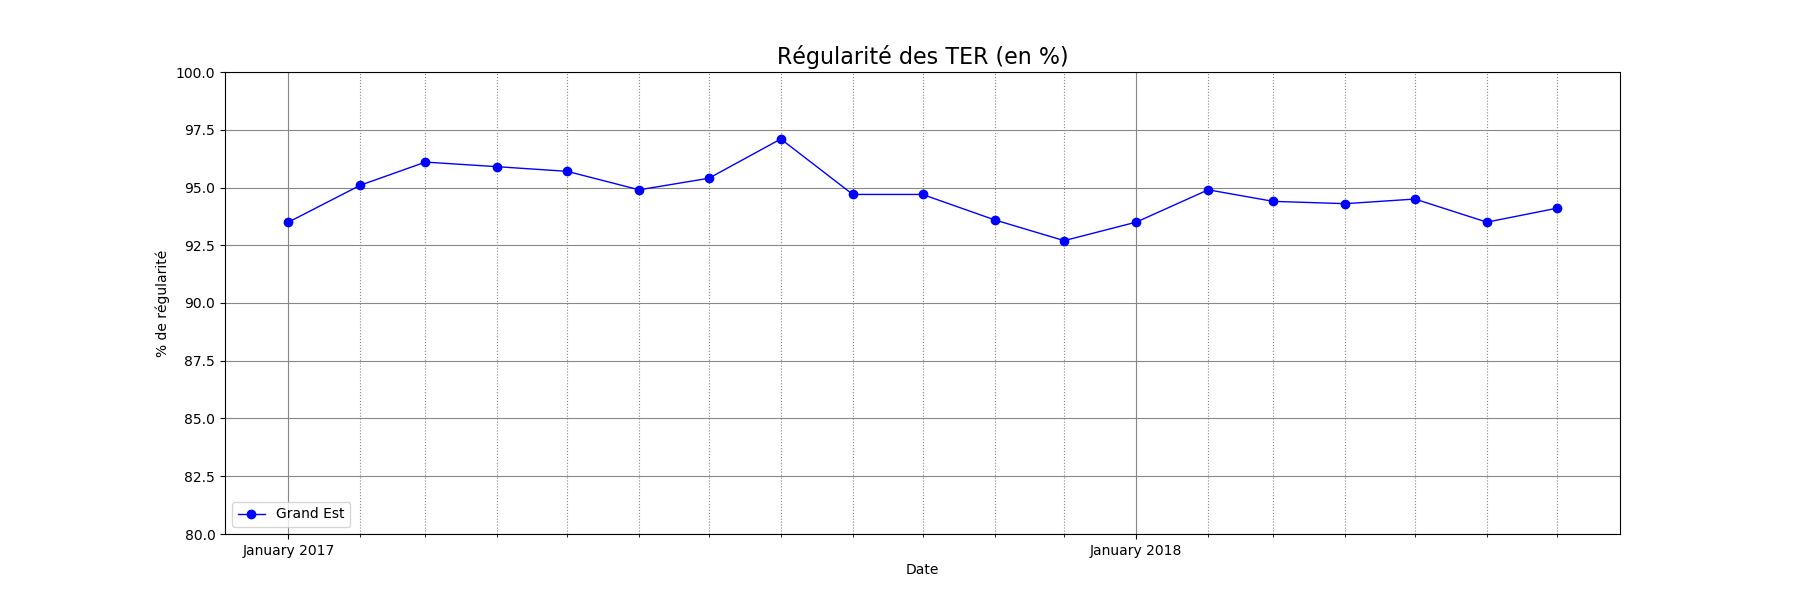 Régularité des TER (en %)
100.0
97.5
95.0
92.5
90.0
87.5
85.0
82.5
80.0
% de régularité
Grand Est
January 2017
January 2018
Date